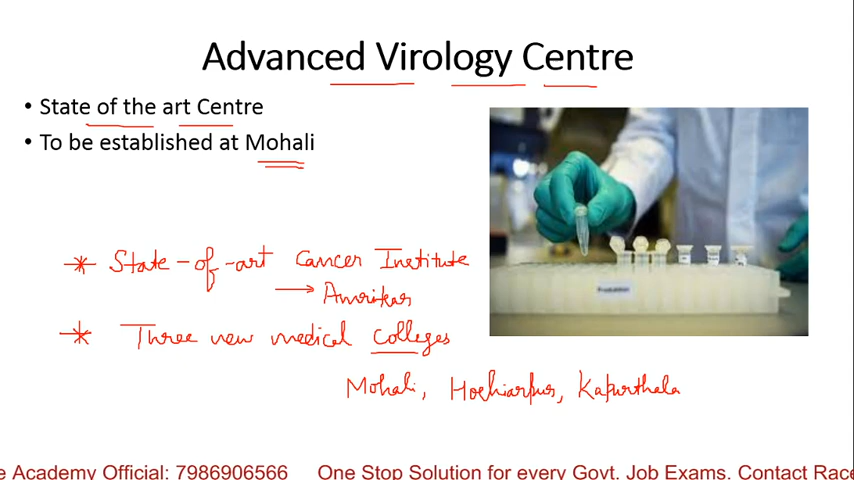 Advanced Virology Centre
• State of the art Centre
• To be established at Mohali
* State-of-art Cancer Institute
→ Amritsar
* Three new medical colleges
Mohali, Hoshiarpur, Kapurthala
e Academy Official: 7986906566 One Stop Solution for every Govt. Job Exams. Contact Race